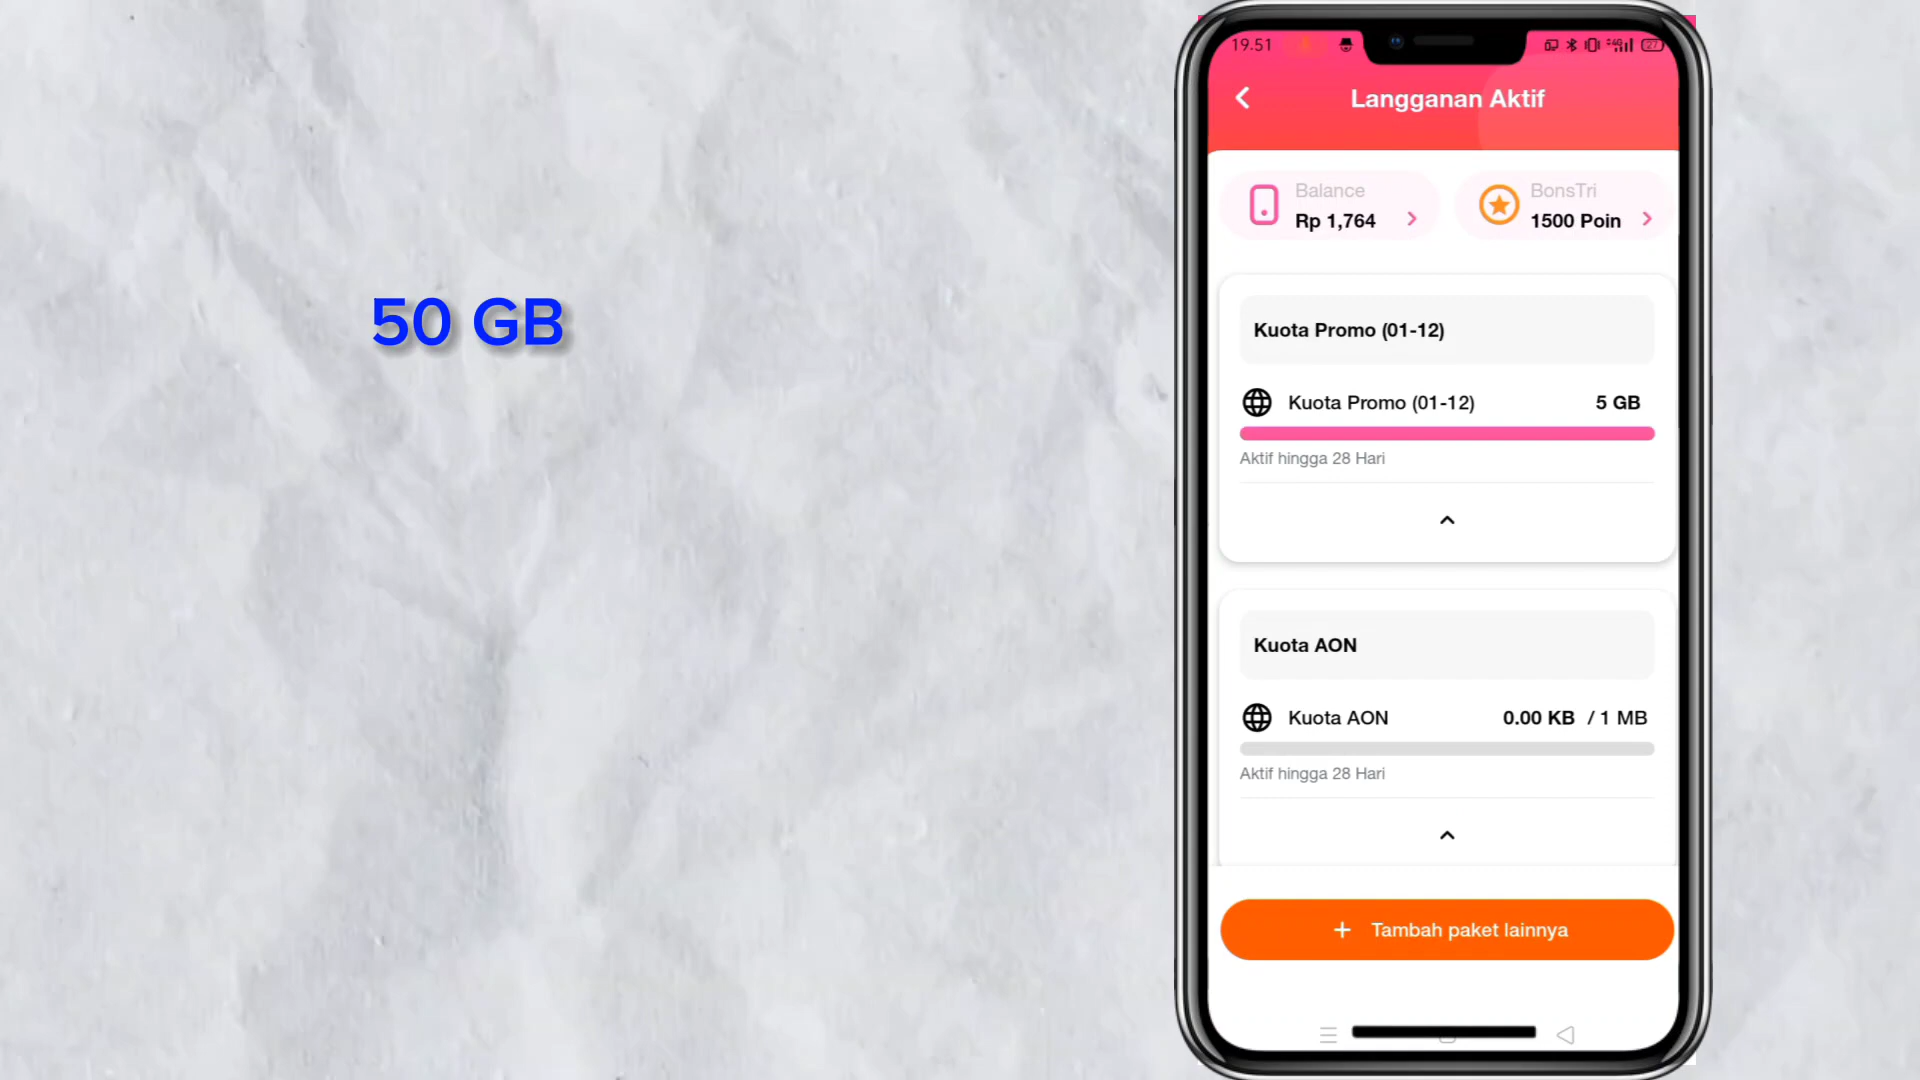 50 GB
19.51
27
Langganan Aktif
Balance
Rp 1,764
BonsTri
1500 Poin
Kuota Promo (01-12)
Kuota Promo (01-12) 5 GB
Aktif hingga 28 Hari
Kuota AON
Kuota AON 0.00 KB / 1 MB
Aktif hingga 28 Hari
+ Tambah paket lainnya